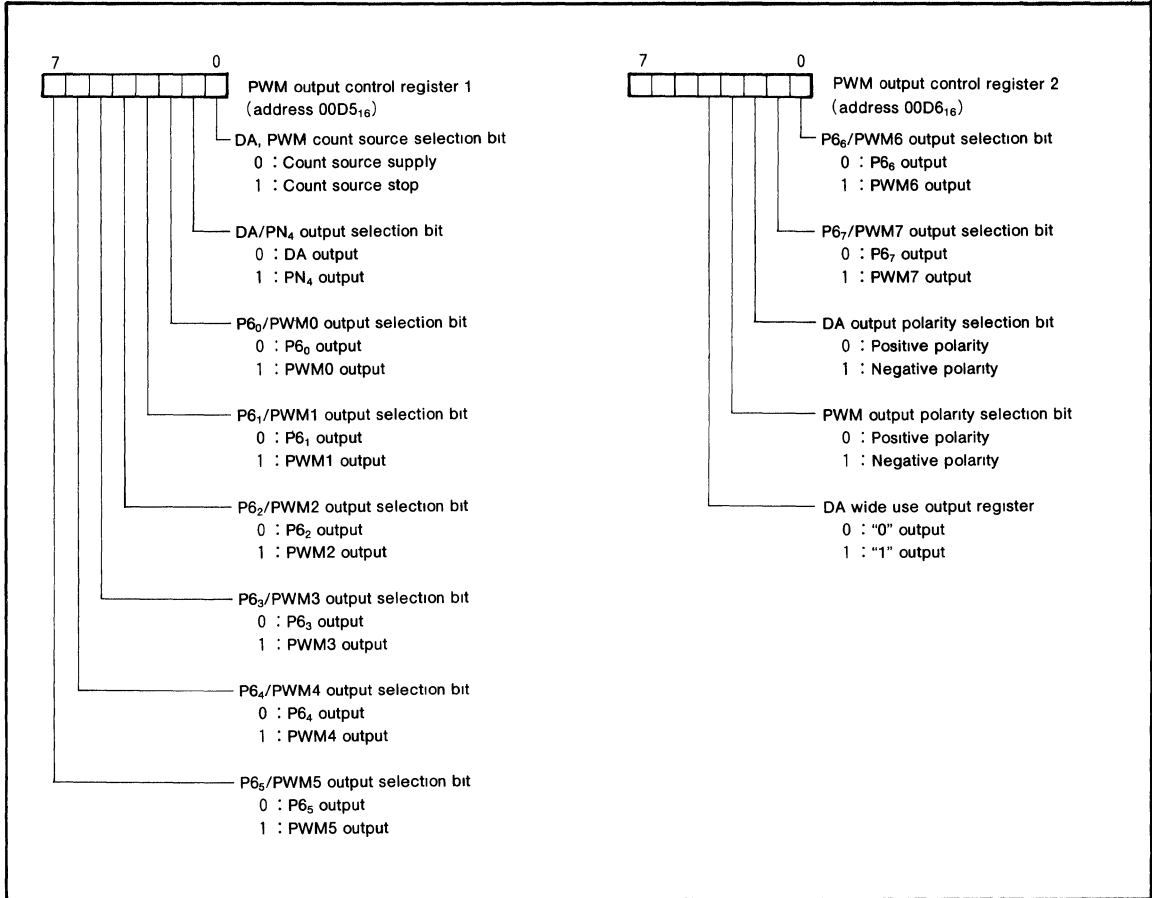 7 0
PWM output control register 1
(address 00D5₁₆)
DA, PWM count source selection bit
0 : Count source supply
1 : Count source stop
DA/PN₄ output selection bit
0 : DA output
1 : PN₄ output
P6₀/PWM0 output selection bit
0 : P6₀ output
1 : PWM0 output
P6₁/PWM1 output selection bit
0 : P6₁ output
1 : PWM1 output
P6₂/PWM2 output selection bit
0 : P6₂ output
1 : PWM2 output
P6₃/PWM3 output selection bit
0 : P6₃ output
1 : PWM3 output
P6₄/PWM4 output selection bit
0 : P6₄ output
1 : PWM4 output
P6₅/PWM5 output selection bit
0 : P6₅ output
1 : PWM5 output
7 0
PWM output control register 2
(address 00D6₁₆)
P6₆/PWM6 output selection bit
0 : P6₆ output
1 : PWM6 output
P6₇/PWM7 output selection bit
0 : P6₇ output
1 : PWM7 output
DA output polarity selection bit
0 : Positive polarity
1 : Negative polarity
PWM output polarity selection bit
0 : Positive polarity
1 : Negative polarity
DA wide use output register
0 : “0” output
1 : “1” output